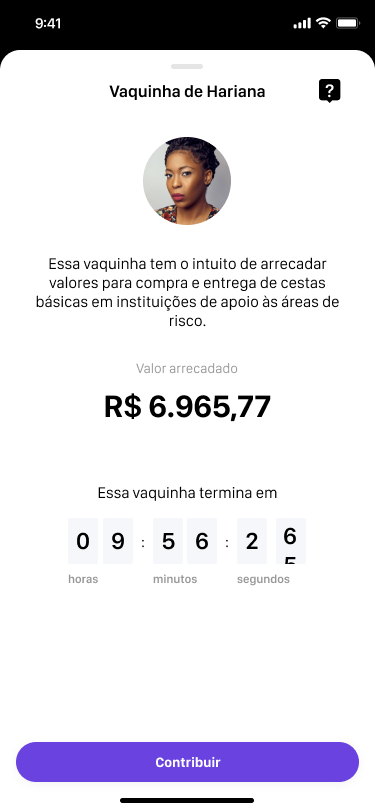 9:41
Vaquinha de Hariana
?
Essa vaquinha tem o intuito de arrecadar
valores para compra e entrega de cestas
básicas em instituições de apoio às áreas de
risco.
Valor arrecadado
R$ 6.965,77
Essa vaquinha termina em
0 9 : 5 6 : 2 6
5
horas minutos segundos
Contribuir